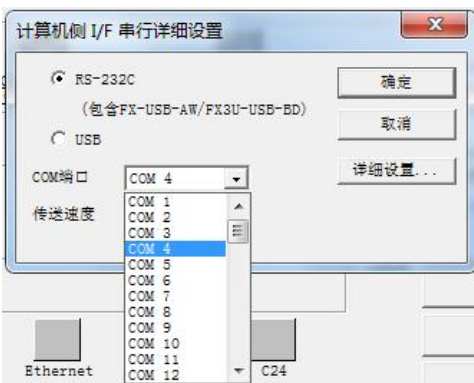 计算机侧 I/F 串行详细设置
RS-232C
(包含FX-USB-AW/FX3U-USB-BD)
USB
确定
取消
详细设置...
COM端口
COM 4
传送速度
COM 1
COM 2
COM 3
COM 4
COM 5
COM 6
COM 7
COM 8
COM 9
COM 10
COM 11
COM 12
Ethernet
C24